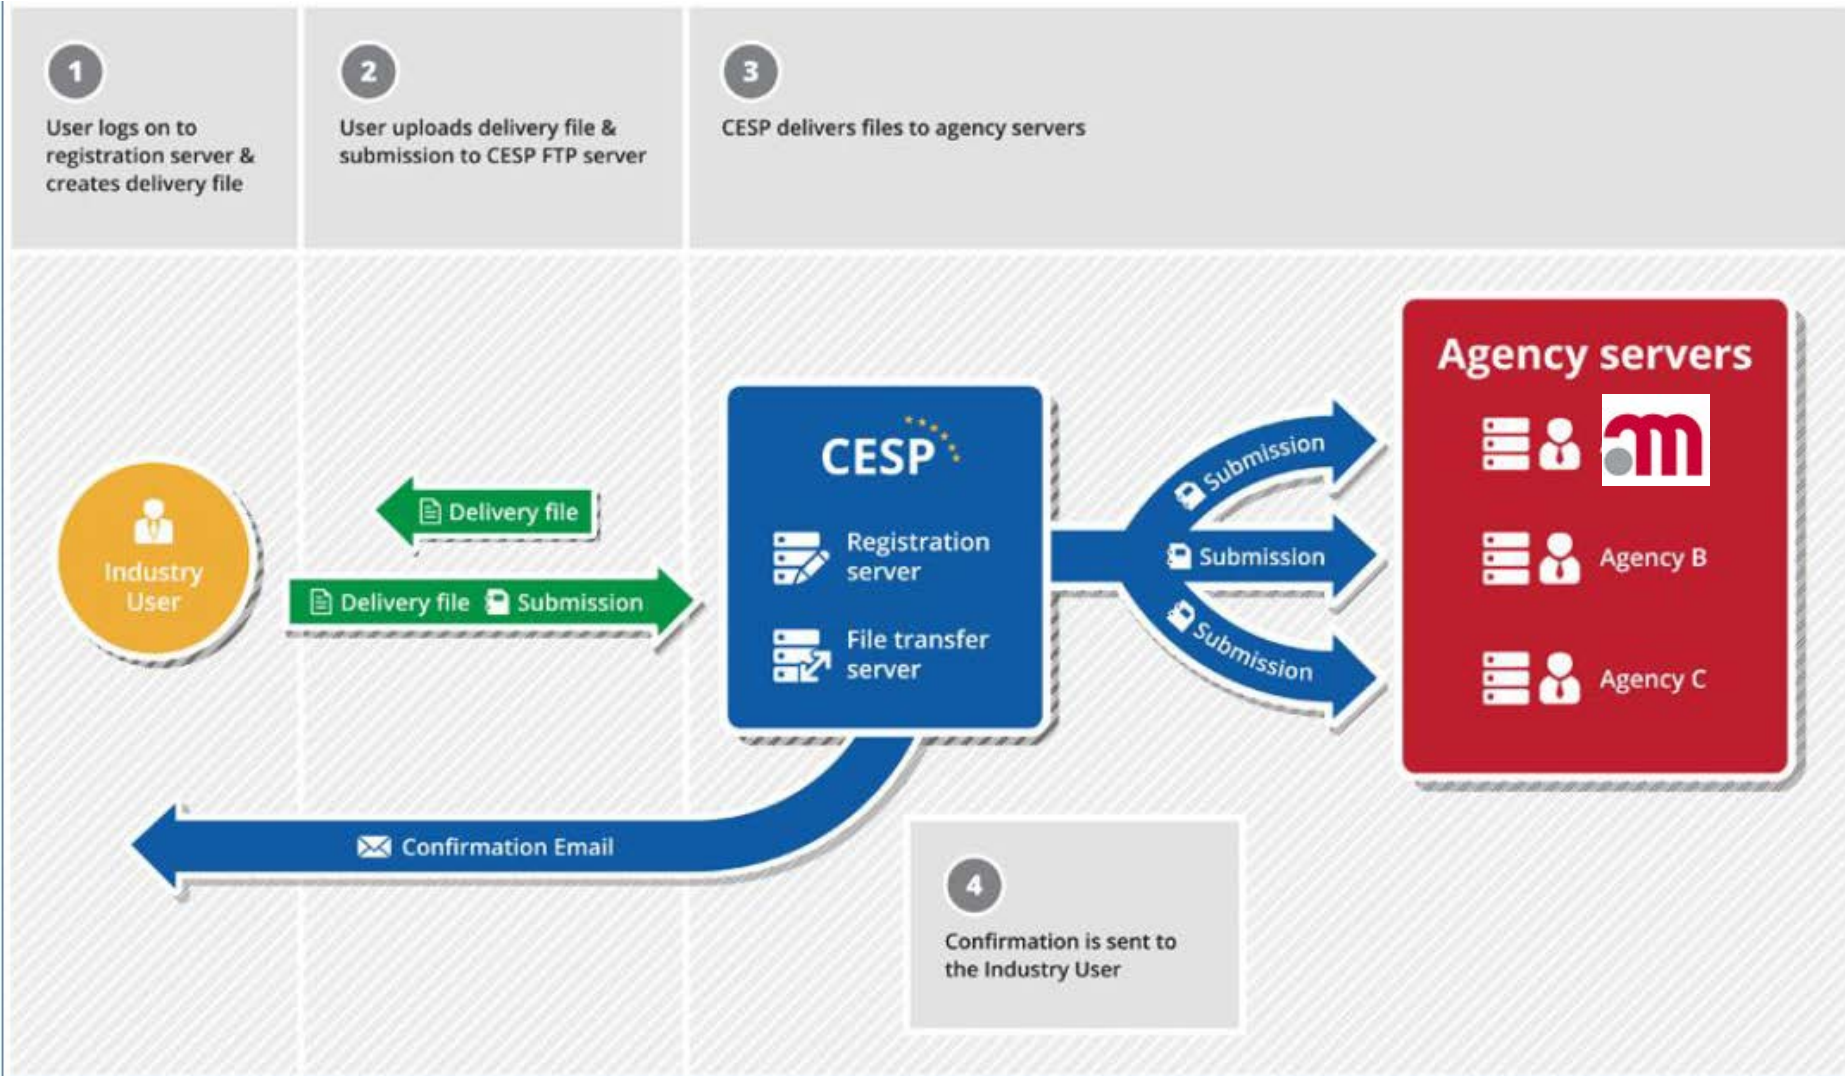 1
User logs on to
registration server &
creates delivery file
2
User uploads delivery file &
submission to CESP FTP server
3
CESP delivers files to agency servers
Industry
User
Delivery file
Delivery file Submission
CESP
Registration
server
File transfer
server
Submission
Submission
Submission
Agency servers
m
Agency B
Agency C
Confirmation Email
4
Confirmation is sent to
the Industry User